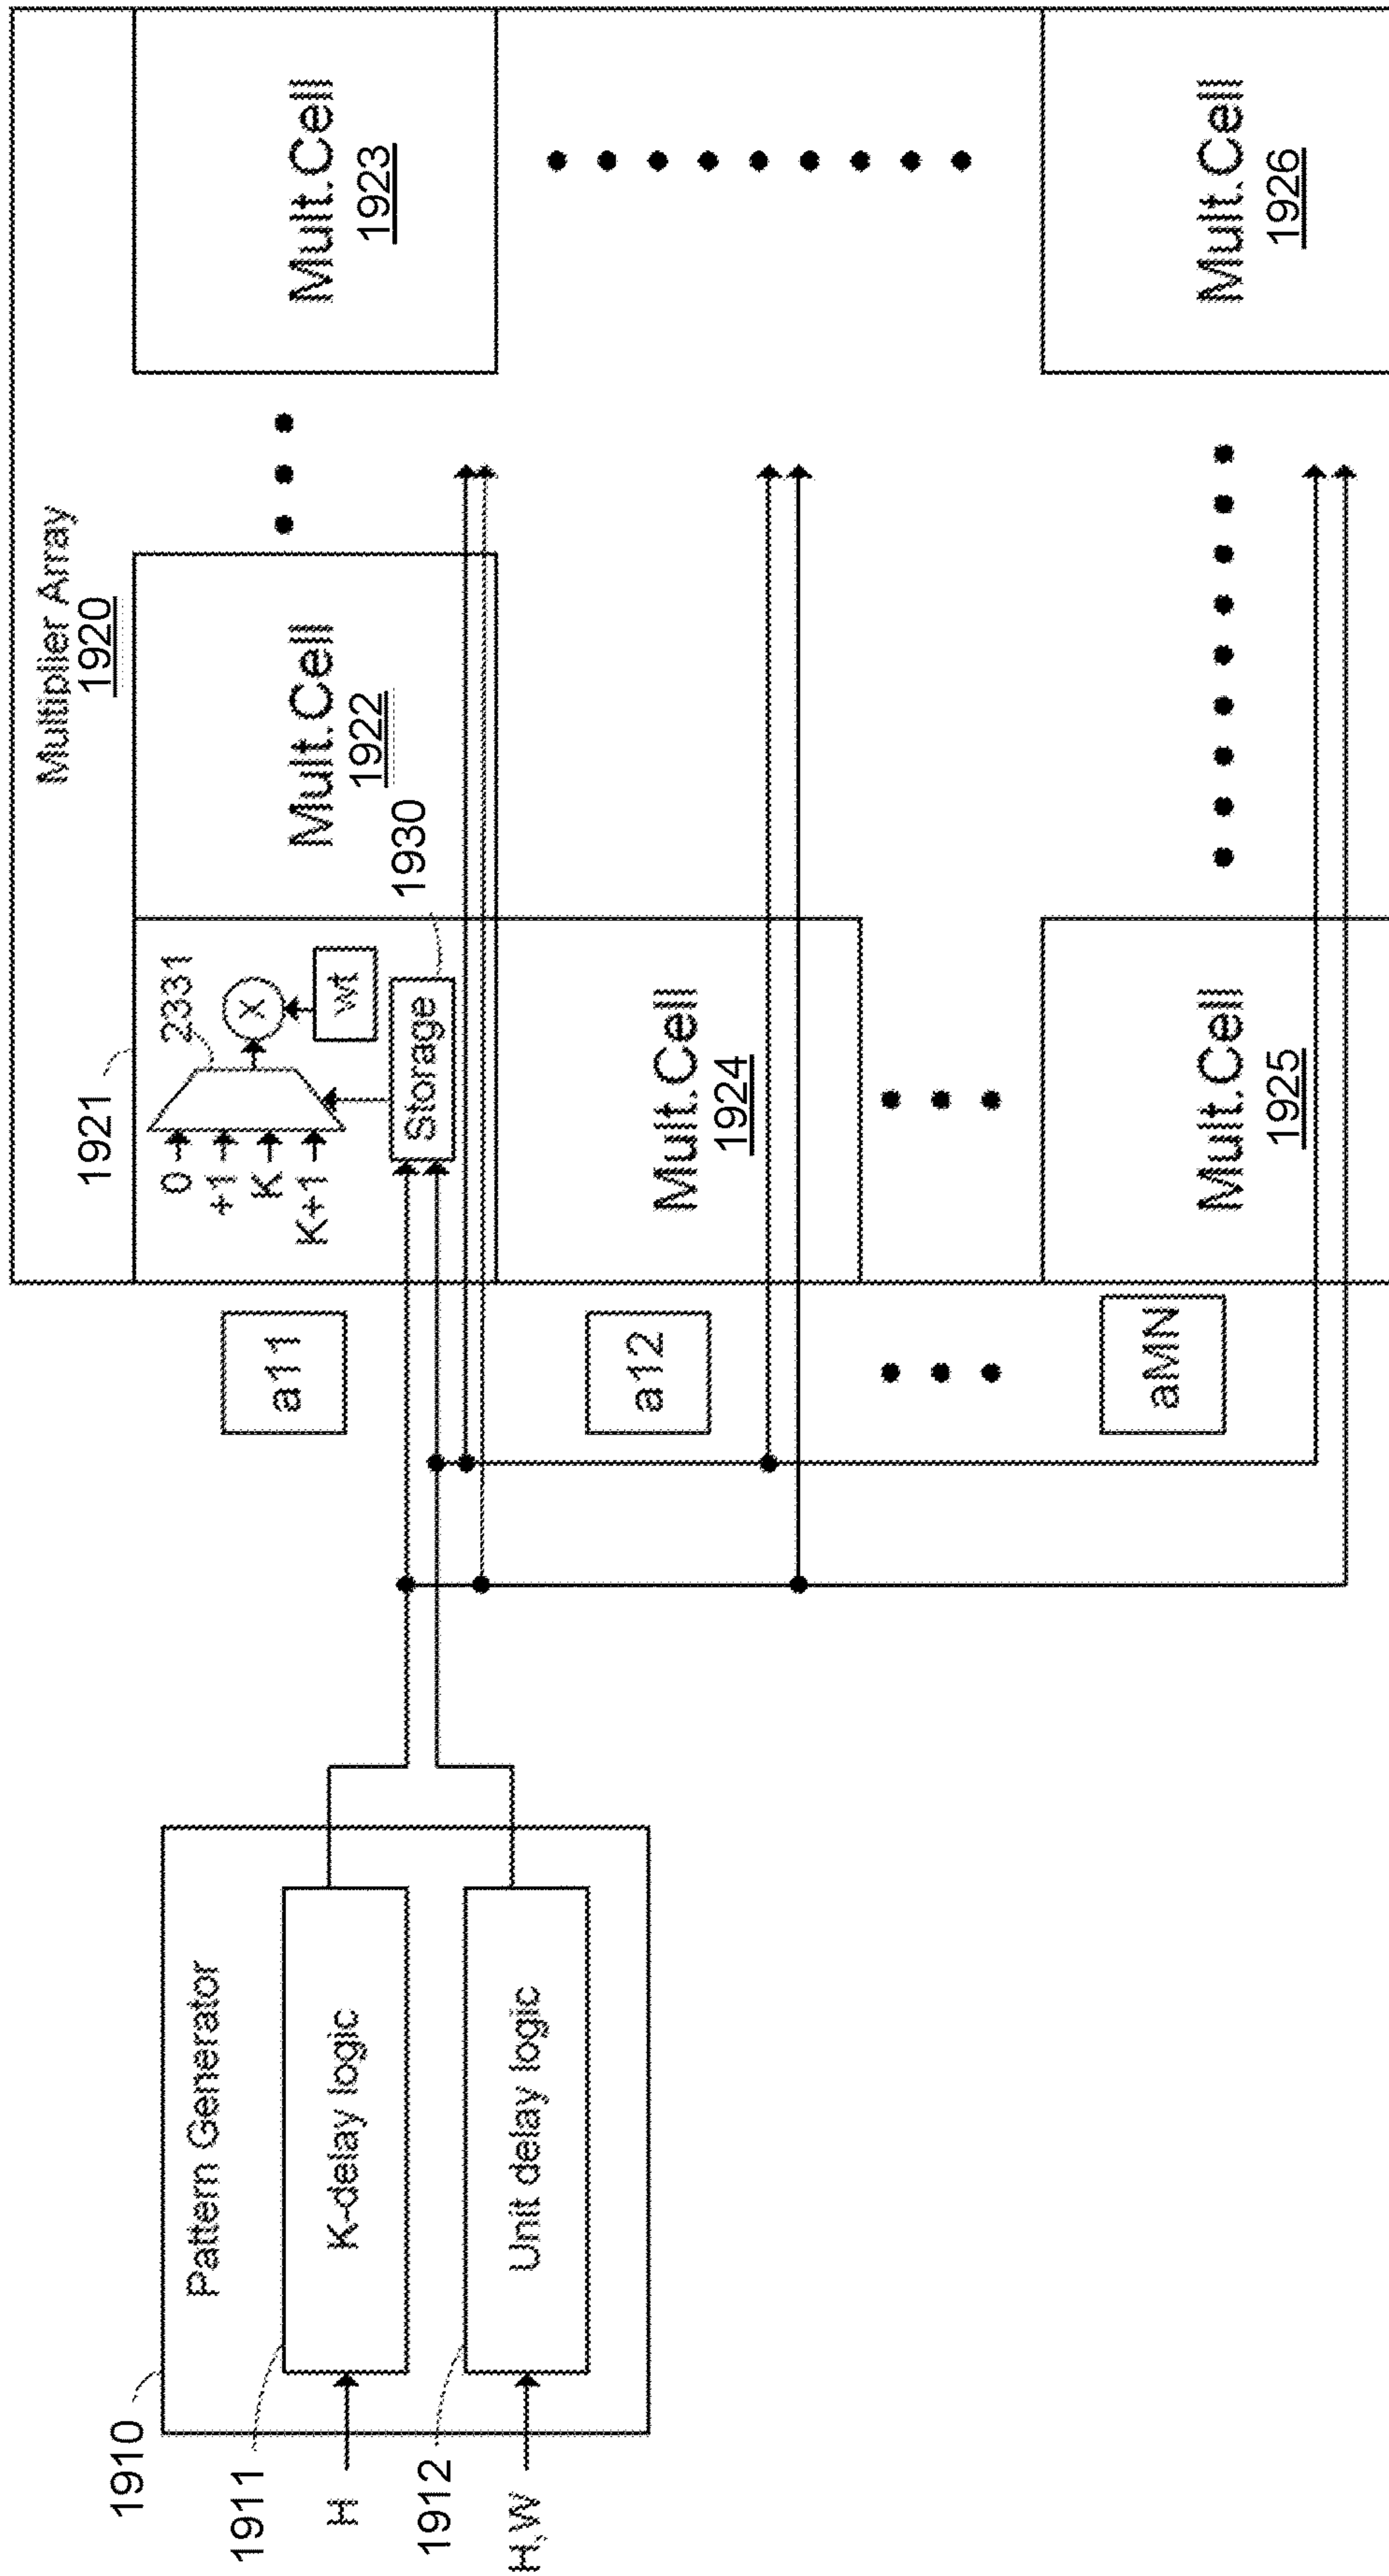 1910
Pattern Generator
1911
K-delay logic
H
1912
Unit delay logic
H,W
Multiplier Array
1920
1921
2331
0
+1
K
K+1
X
wt
Storage
1930
a11
Mult.Cell
1922
Mult.Cell
1923
a12
Mult.Cell
1924
aMN
Mult.Cell
1925
Mult.Cell
1926